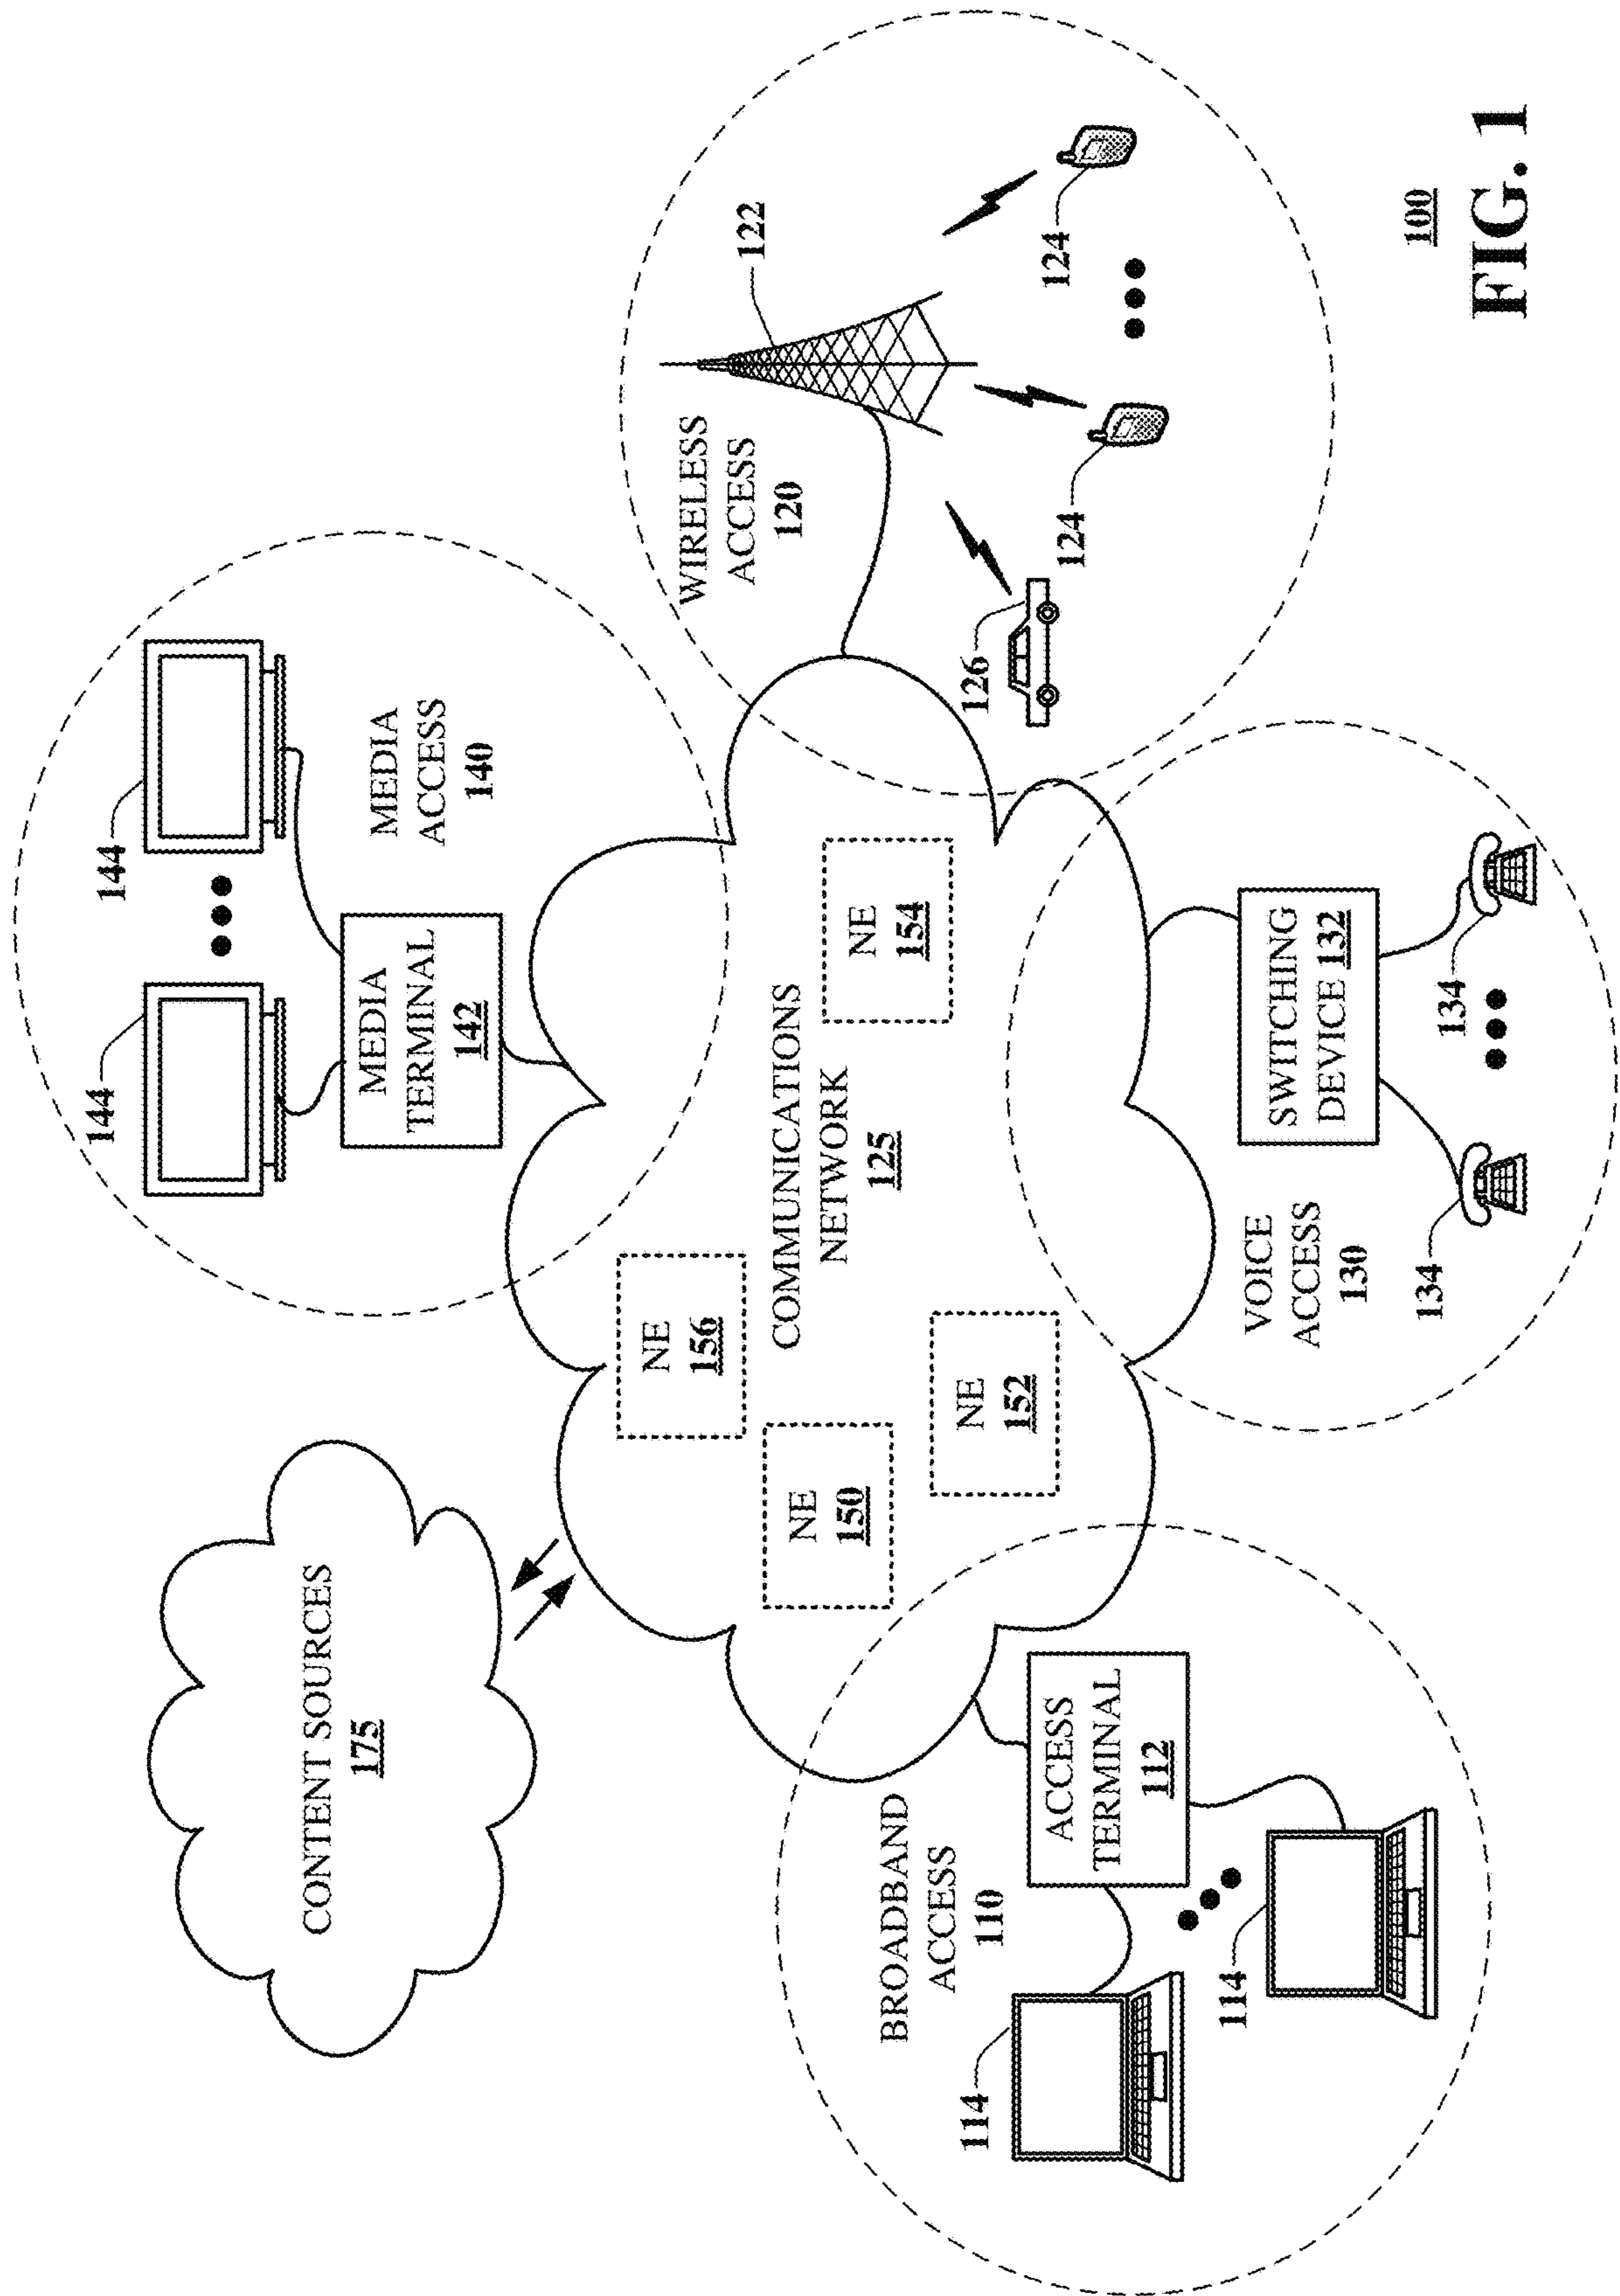 CONTENT SOURCES
175
144
144
MEDIA
TERMINAL
142
MEDIA
ACCESS
140
WIRELESS
ACCESS
120
122
124
124
126
NE
156
NE
150
NE
152
COMMUNICATIONS
NETWORK
125
NE
154
BROADBAND
ACCESS
110
ACCESS
TERMINAL
112
114
114
VOICE
ACCESS
130
SWITCHING
DEVICE 132
134
134
100
FIG. 1